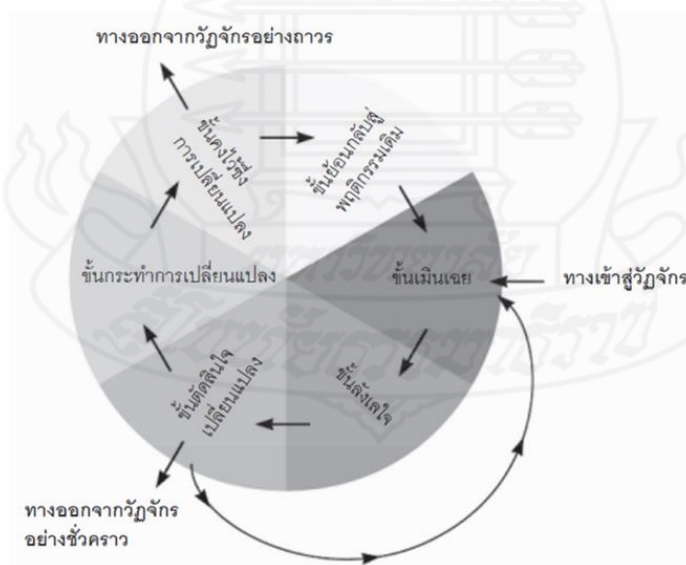 ทางออกจากวัฏจักรอย่างถาวร
ขั้นคงไว้ซึ่ง
การเปลี่ยนแปลง
ขั้นย้อนกลับสู่
พฤติกรรมเดิม
ขั้นกระทำการเปลี่ยนแปลง
ขั้นเมินเฉย
ทางเข้าสู่วัฏจักร
ขั้นตัดสินใจ
เปลี่ยนแปลง
ขั้นลังเลใจ
ทางออกจากวัฏจักร
อย่างชั่วคราว